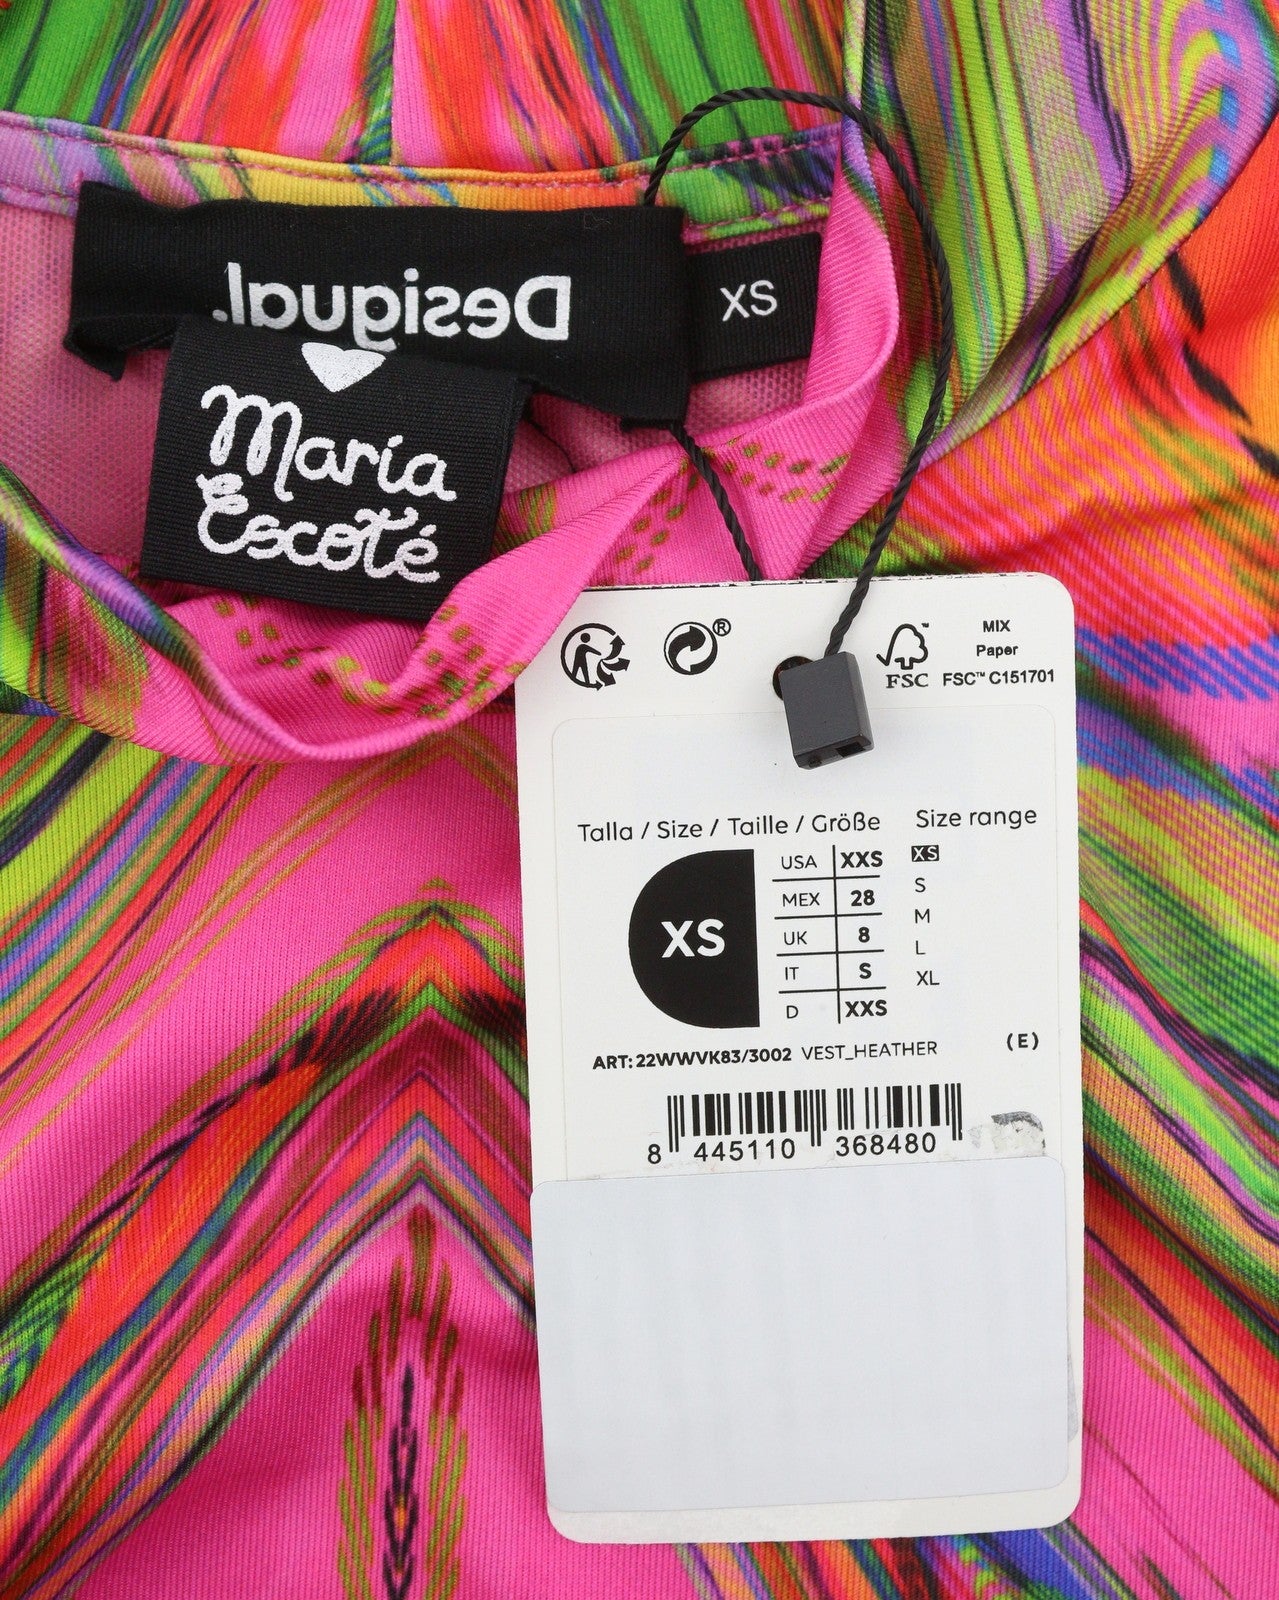 Desigual.
XS
María
Escoté
®
FSC
MIX
Paper
FSC™ C151701
Talla / Size / Taille / Größe
Size range
XS
USA XXS
MEX 28
UK 8
IT S
D XXS
XS
S
M
L
XL
ART: 22WWVK83/3002 VEST_HEATHER
(E)
8 445110 368480